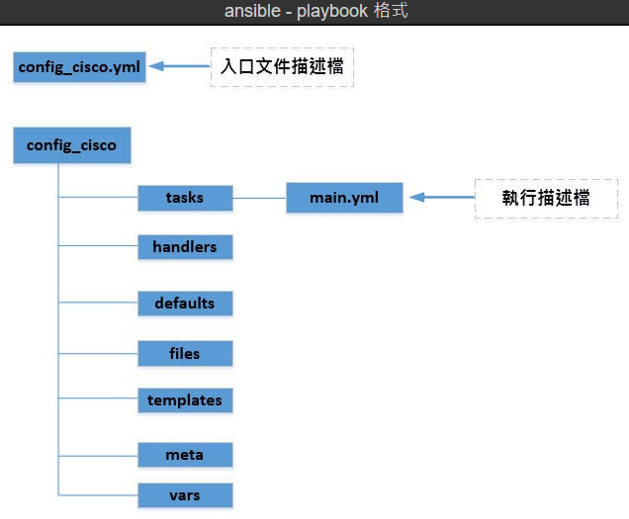 ansible - playbook 格式
config_cisco.yml
入口文件描述檔
config_cisco
tasks
main.yml
執行描述檔
handlers
defaults
files
templates
meta
vars